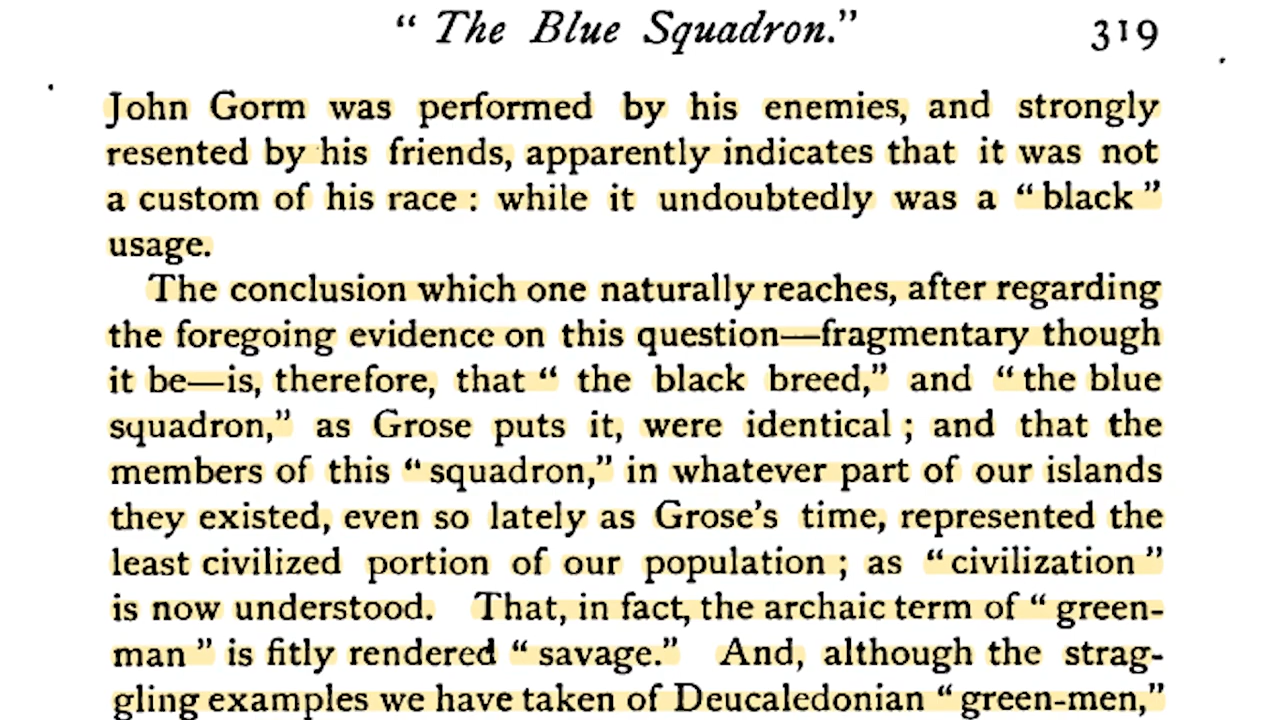 “ The Blue Squadron.” 319
John Gorm was performed by his enemies, and strongly
resented by his friends, apparently indicates that it was not
a custom of his race : while it undoubtedly was a “ black ”
usage.
The conclusion which one naturally reaches, after regarding
the foregoing evidence on this question—fragmentary though
it be—is, therefore, that “ the black breed,” and “ the blue
squadron,” as Grose puts it, were identical ; and that the
members of this “ squadron,” in whatever part of our islands
they existed, even so lately as Grose’s time, represented the
least civilized portion of our population ; as “civilization ”
is now understood. That, in fact, the archaic term of “ green-
man ” is fitly rendered “ savage.” And, although the strag-
gling examples we have taken of Deucaledonian “ green-men,”